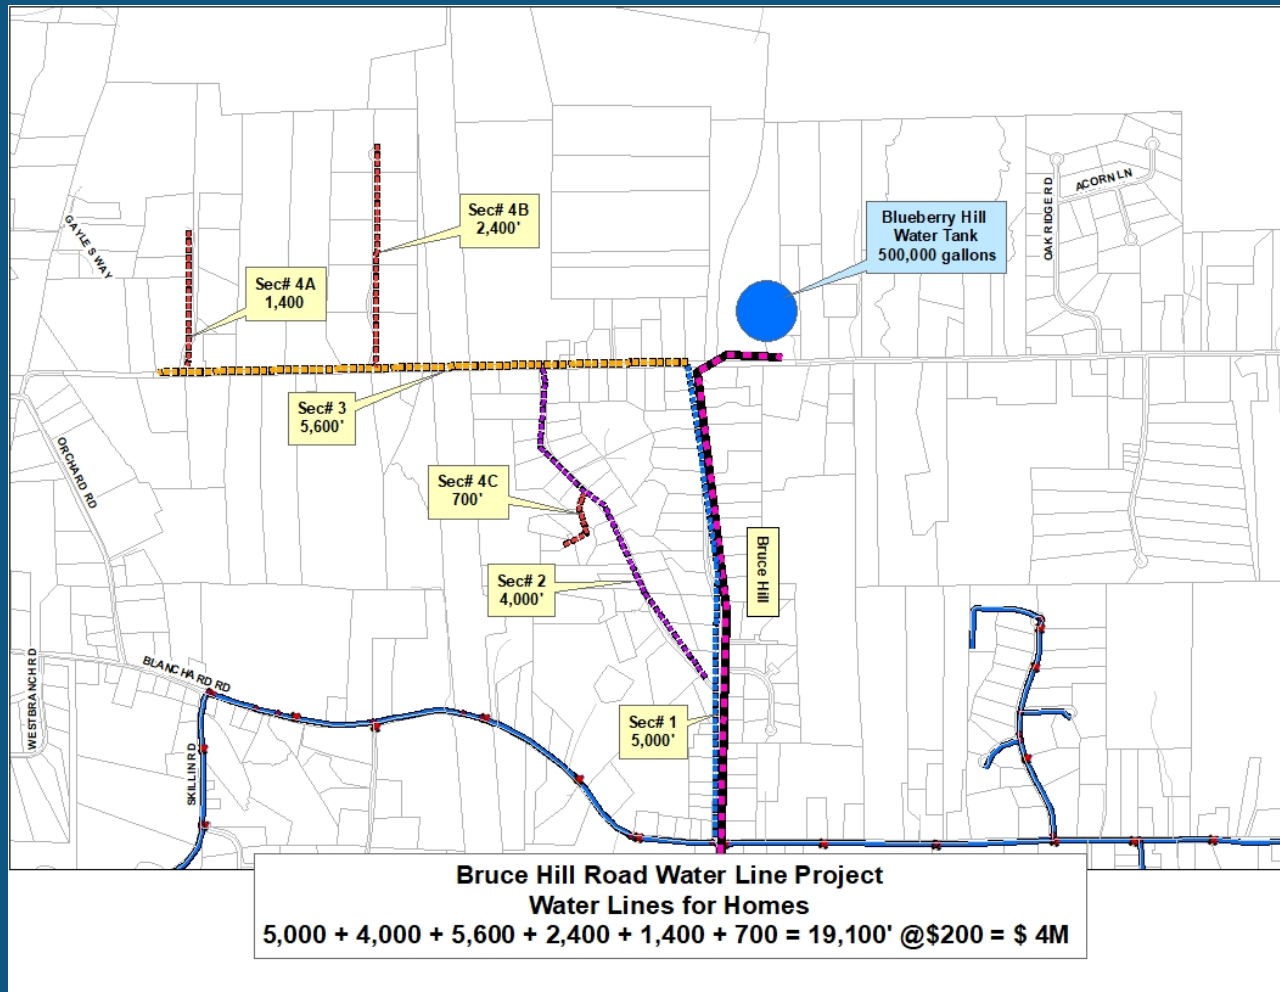 Sec# 4B
2,400'
Blueberry Hill
Water Tank
500,000 gallons
OAK RIDGE RD
ACORN LN
GAYLE S WAY
Sec# 4A
1,400
Sec# 3
5,600'
ORCHARD RD
Sec# 4C
700'
Bruce Hill
Sec# 2
4,000'
WESTBRANCH RD
BLANCHARD RD
SKILLIN RD
Sec# 1
5,000'
Bruce Hill Road Water Line Project
Water Lines for Homes
5,000 + 4,000 + 5,600 + 2,400 + 1,400 + 700 = 19,100' @$200 = $ 4M